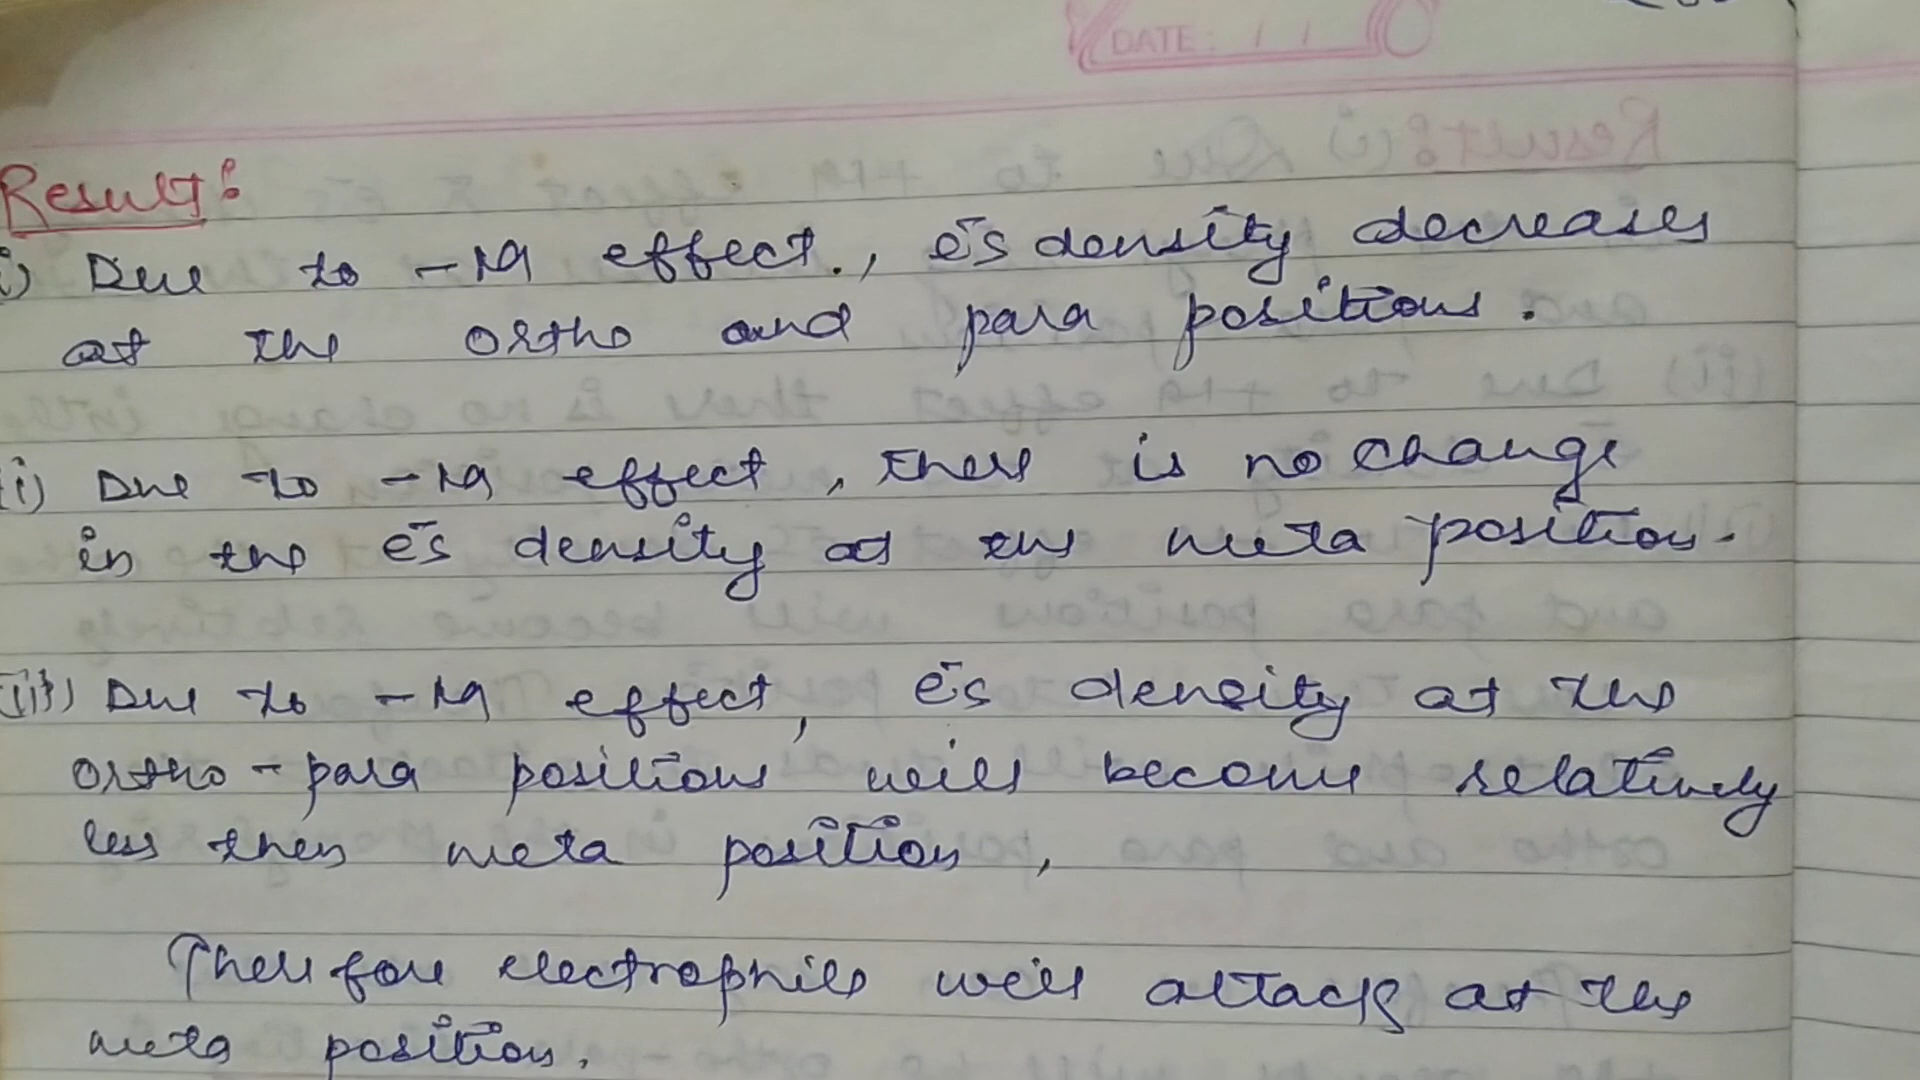 DATE: / /
Result:
i) Due to -M effect., e̅s density decreases
at the ortho and para positions.
(i) Due to -M effect, there is no change
in the e̅s density at the meta position.
(iii) Due to -M effect, e̅s density at the
ortho-para positions will become relatively
less then meta position,
Therefore electrophile will attack at the
meta position.